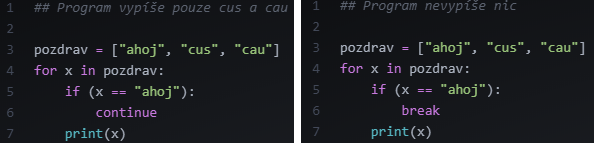 1 ## Program vypíše pouze cus a cau
2
3 pozdrav = ["ahoj", "cus", "cau"]
4 for x in pozdrav:
5     if (x == "ahoj"):
6         continue
7     print(x)
1 ## Program nevypíše nic
2
3 pozdrav = ["ahoj", "cus", "cau"]
4 for x in pozdrav:
5     if (x == "ahoj"):
6         break
7     print(x)